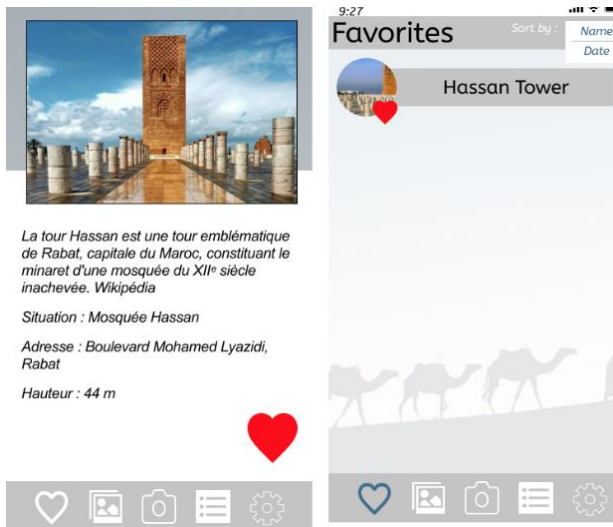 La tour Hassan est une tour emblématique
de Rabat, capitale du Maroc, constituant le
minaret d'une mosquée du XIIᵉ siècle
inachevée. Wikipédia
Situation : Mosquée Hassan
Adresse : Boulevard Mohamed Lyazidi,
Rabat
Hauteur : 44 m
9:27
Favorites
Sort by :
Name
Date
Hassan Tower